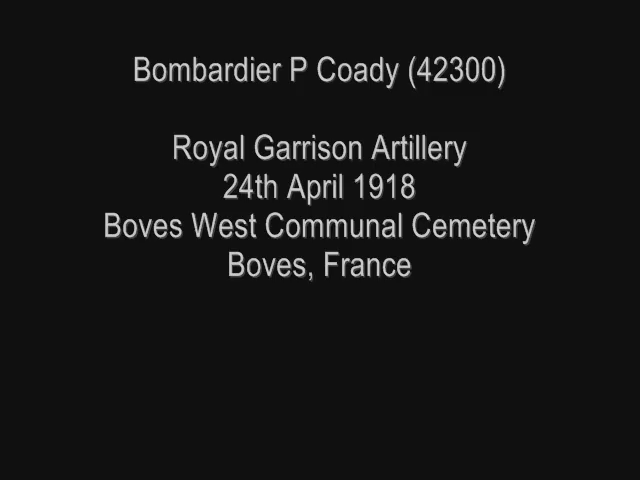 Bombardier P Coady (42300)
Royal Garrison Artillery
24th April 1918
Boves West Communal Cemetery
Boves, France